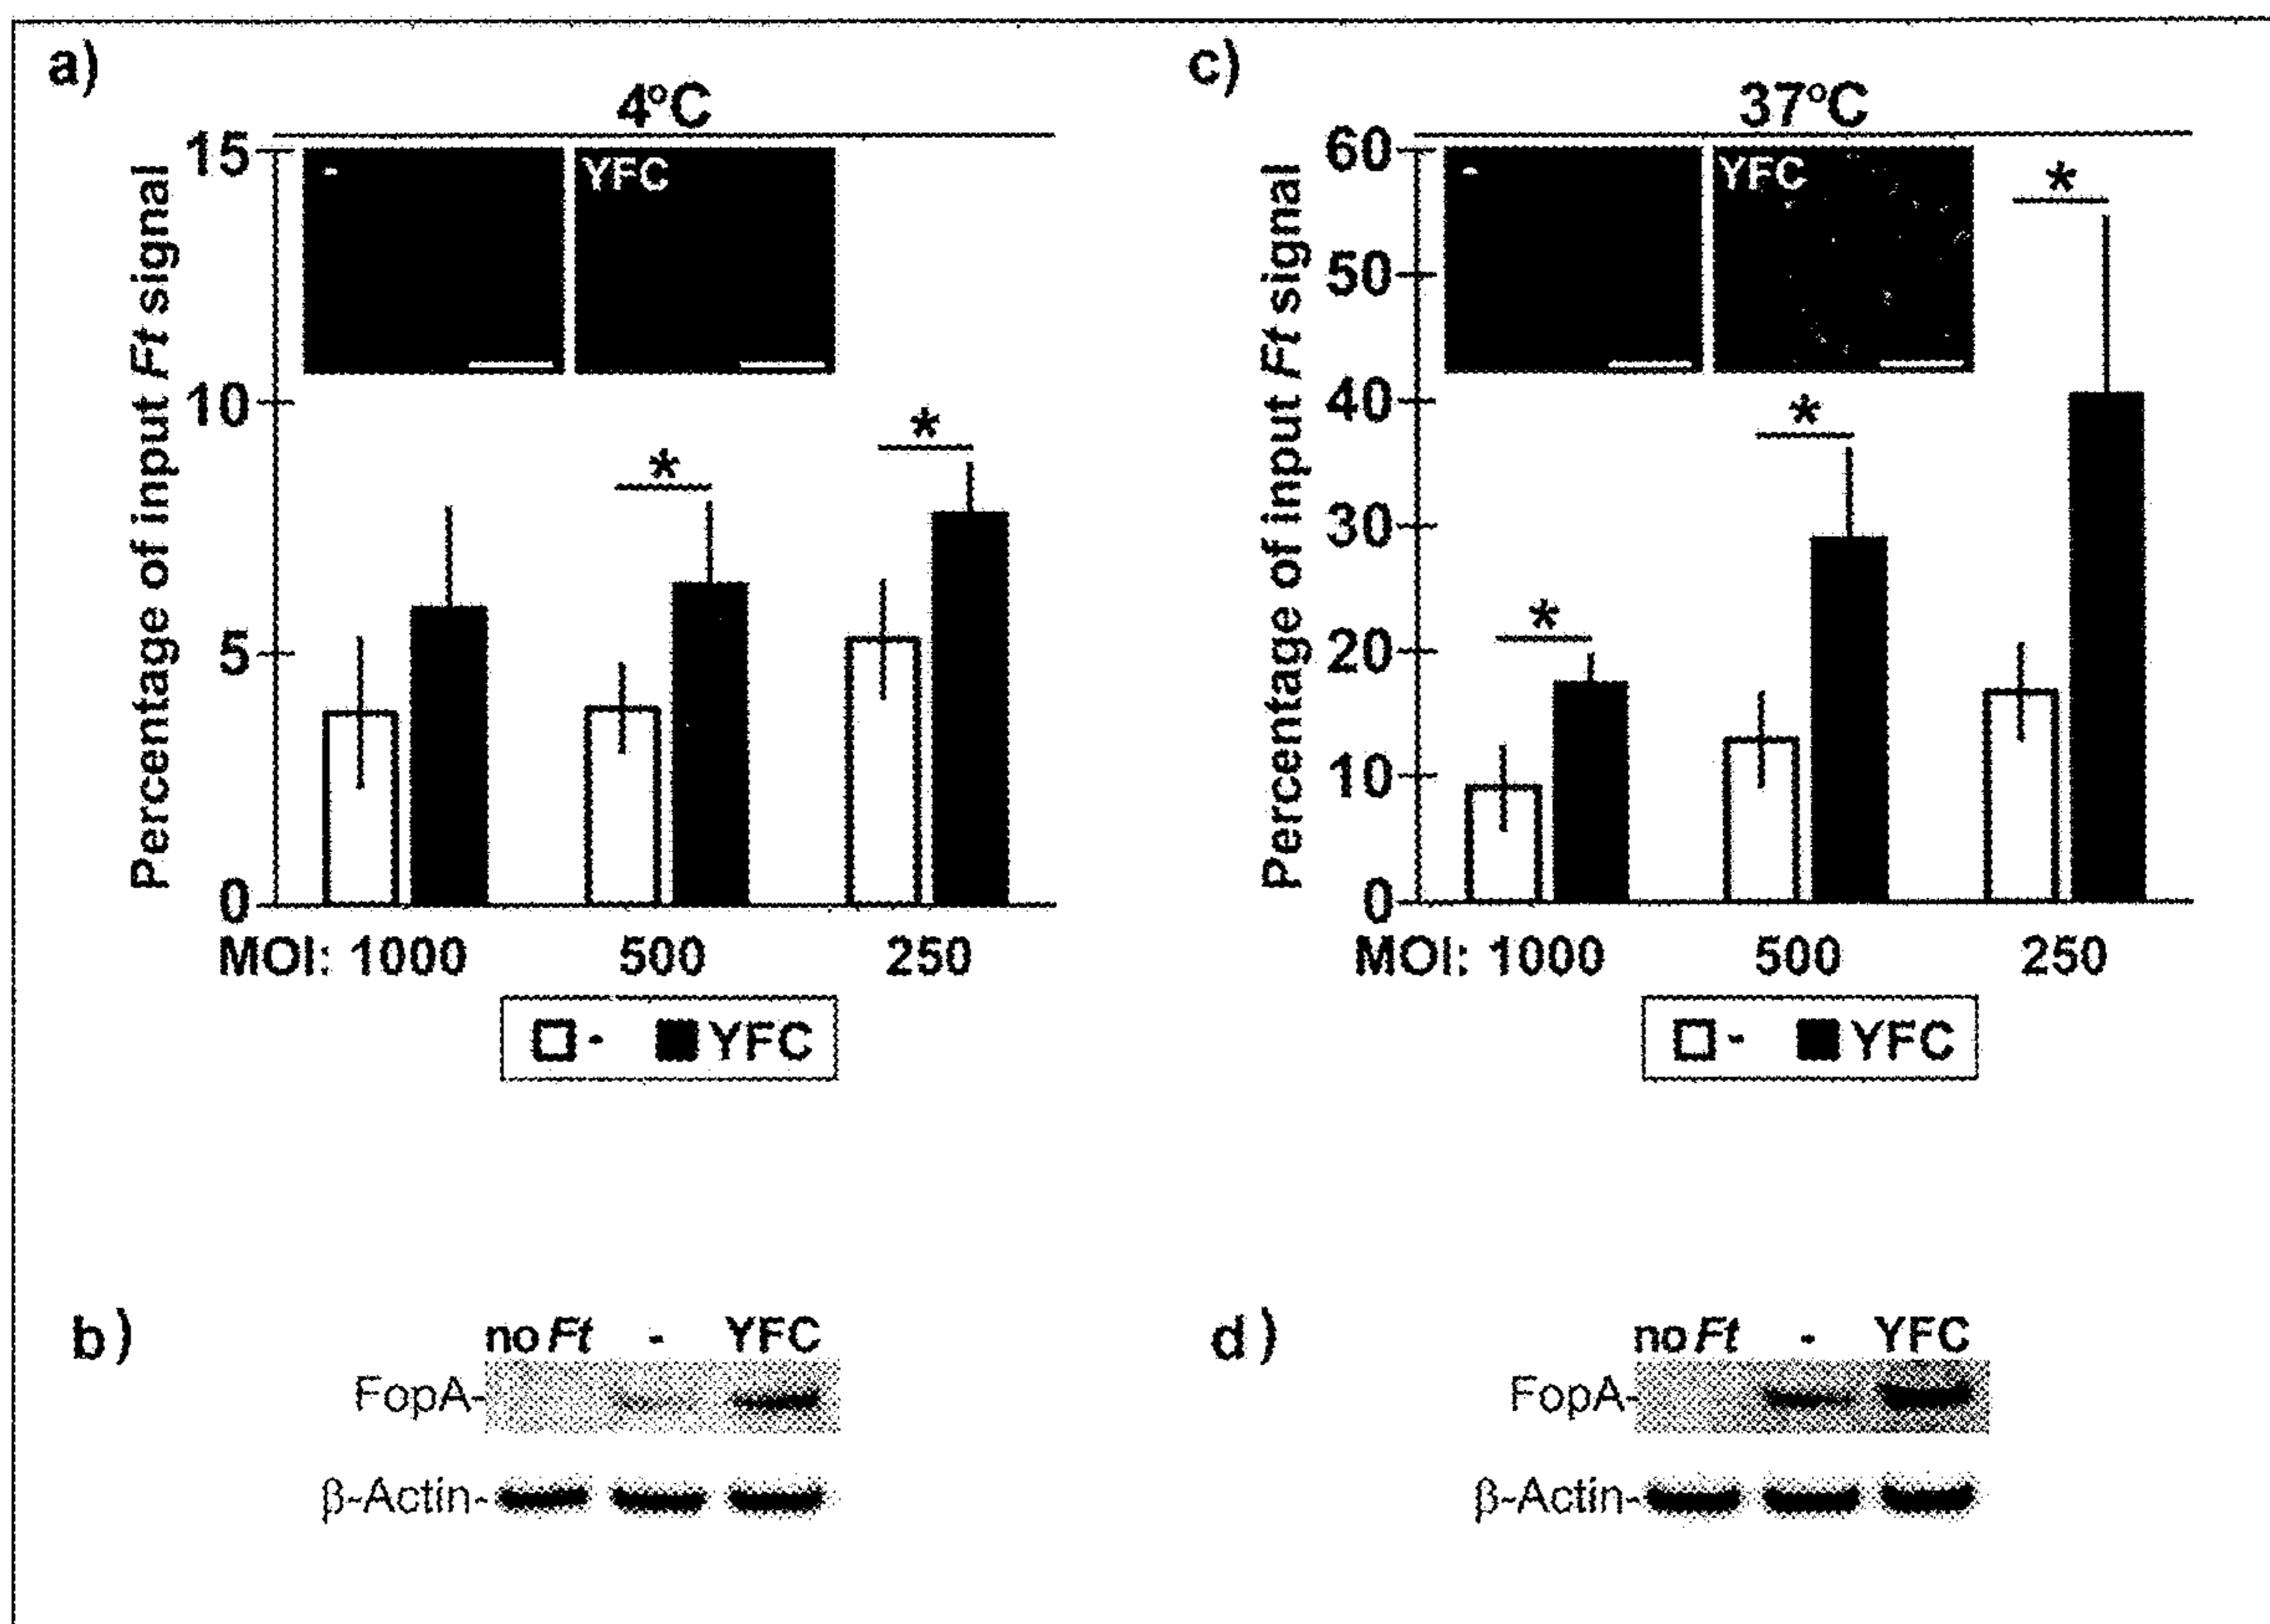 a)
4°C
Percentage of input Ft signal
15
10
5
0
-
YFC
*
*
MOI: 1000 500 250
- YFC
c)
37°C
Percentage of input Ft signal
60
50
40
30
20
10
0
-
YFC
*
*
*
MOI: 1000 500 250
- YFC
b)
no Ft - YFC
FopA-
β-Actin-
d)
no Ft - YFC
FopA-
β-Actin-